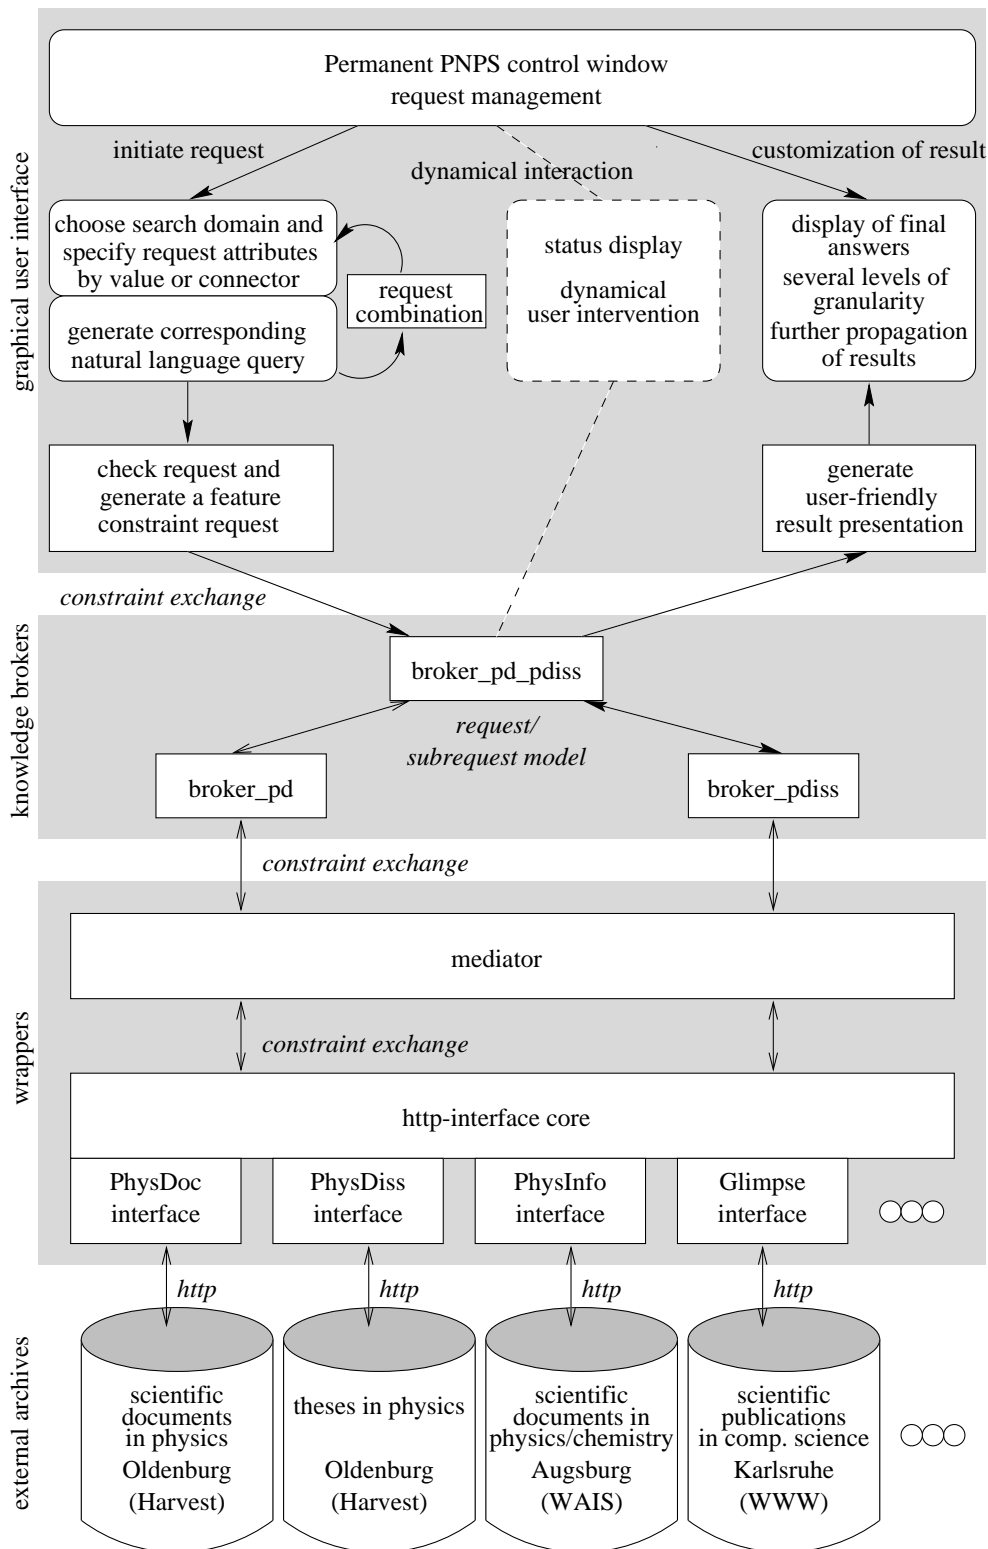 Permanent PNPS control window
request management
initiate request
dynamical interaction
customization of result
graphical user interface
choose search domain and
specify request attributes
by value or connector
generate corresponding
natural language query
request
combination
status display
dynamical
user intervention
display of final
answers
several levels of
granularity
further propagation
of results
check request and
generate a feature
constraint request
generate
user-friendly
result presentation
constraint exchange
knowledge brokers
broker_pd_pdiss
request/
subrequest model
broker_pd
broker_pdiss
constraint exchange
wrappers
mediator
constraint exchange
http-interface core
PhysDoc
interface
PhysDiss
interface
PhysInfo
interface
Glimpse
interface
http
http
http
http
external archives
scientific
documents
in physics
Oldenburg
(Harvest)
theses in physics
Oldenburg
(Harvest)
scientific
documents in
physics/chemistry
Augsburg
(WAIS)
scientific
publications
in comp. science
Karlsruhe
(WWW)